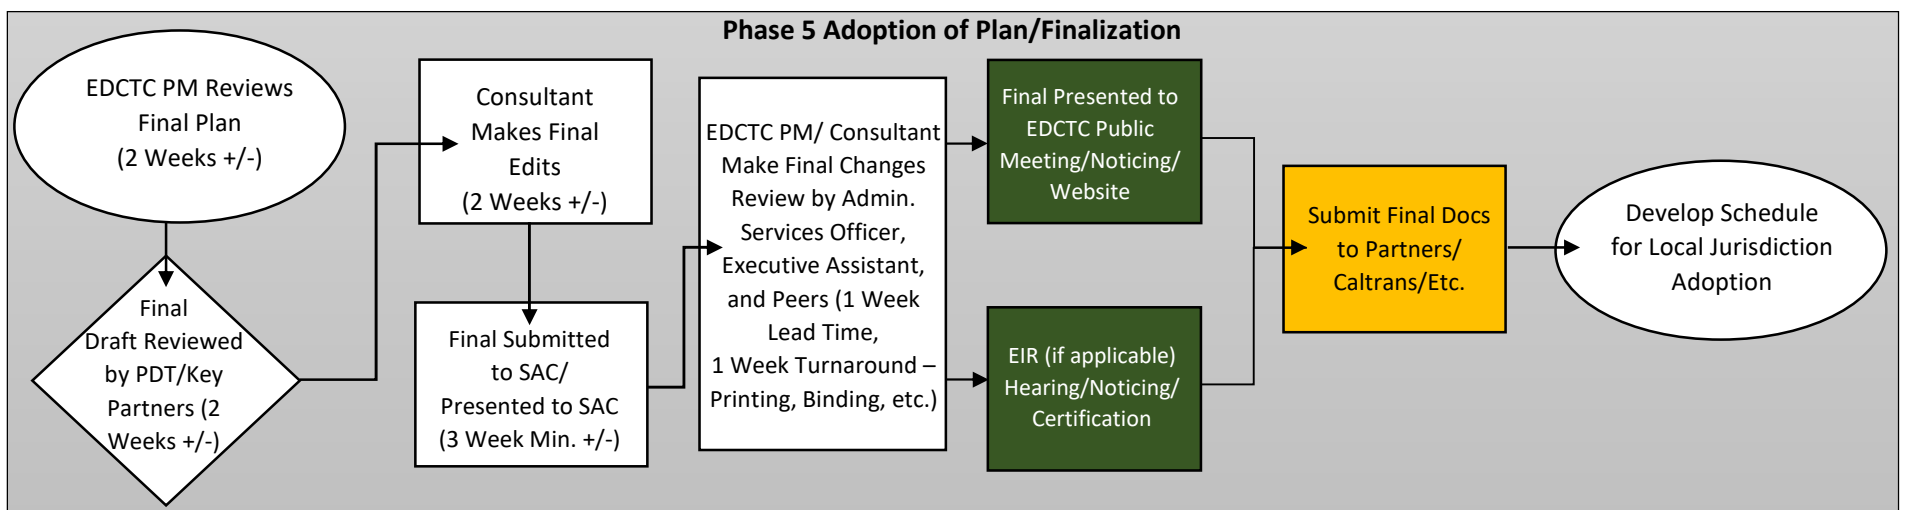 Phase 5 Adoption of Plan/Finalization
EDCTC PM Reviews
Final Plan
(2 Weeks +/-)
Final
Draft Reviewed
by PDT/Key
Partners (2
Weeks +/-)
Consultant
Makes Final
Edits
(2 Weeks +/-)
Final Submitted
to SAC/
Presented to SAC
(3 Week Min. +/-)
EDCTC PM/ Consultant
Make Final Changes
Review by Admin.
Services Officer,
Executive Assistant,
and Peers (1 Week
Lead Time,
1 Week Turnaround –
Printing, Binding, etc.)
Final Presented to
EDCTC Public
Meeting/Noticing/
Website
EIR (if applicable)
Hearing/Noticing/
Certification
Submit Final Docs
to Partners/
Caltrans/Etc.
Develop Schedule
for Local Jurisdiction
Adoption